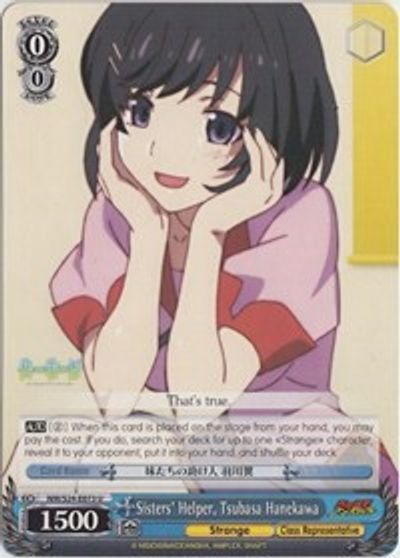 0
0
That's true.
AUTO [(2)] When this card is placed on the stage from your hand, you may
pay the cost. If you do, search your deck for up to one «Strange» character,
reveal it to your opponent, put it into your hand, and shuffle your deck.
Card Name
妹たちの助け人 羽川翼
Sisters' Helper, Tsubasa Hanekawa
1500
Strange
Class Representative